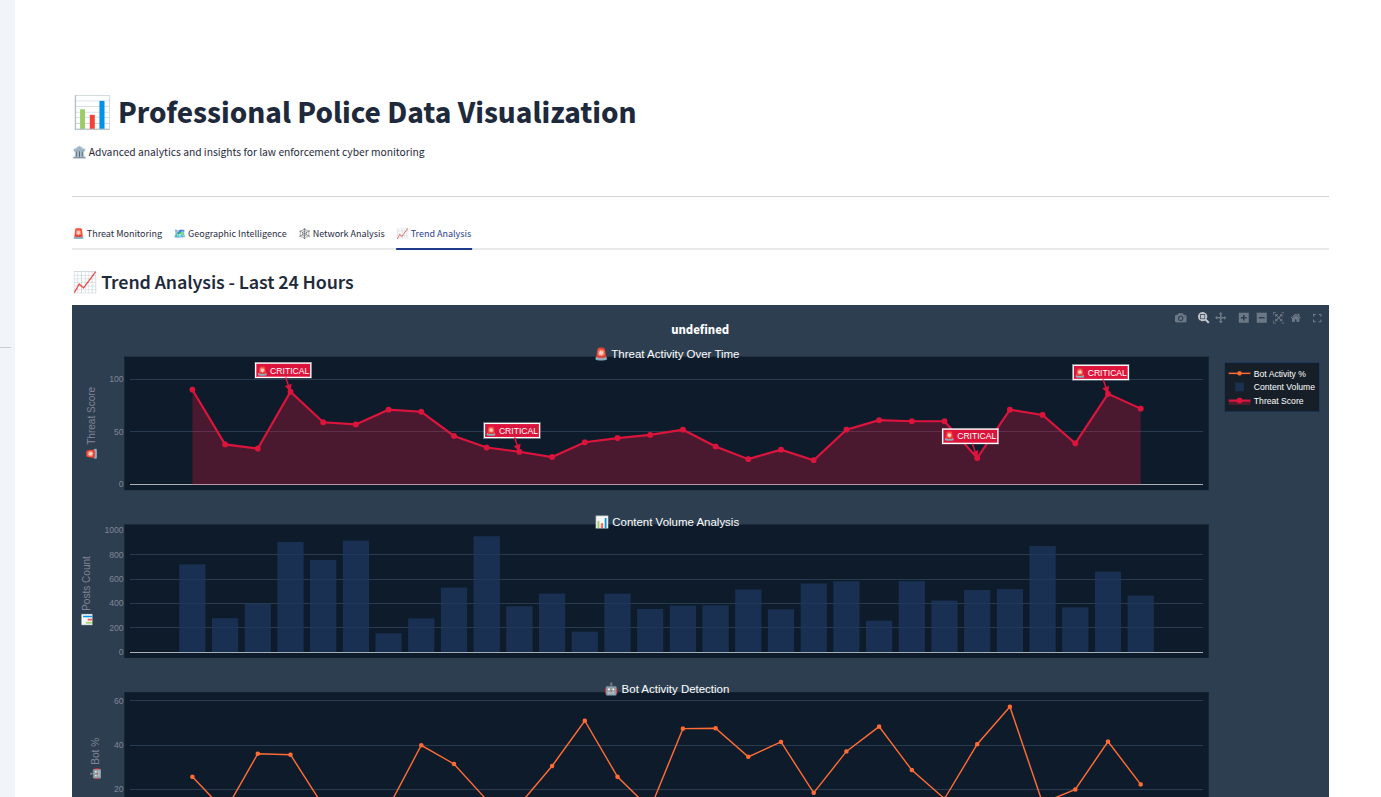 📊 Professional Police Data Visualization
🏛️ Advanced analytics and insights for law enforcement cyber monitoring
🚨 Threat Monitoring
🗺️ Geographic Intelligence
🕸️ Network Analysis
📈 Trend Analysis
📈 Trend Analysis - Last 24 Hours
undefined
🚨 Threat Activity Over Time
🚨 Threat Score
100
50
0
🚨 CRITICAL
🚨 CRITICAL
🚨 CRITICAL
🚨 CRITICAL
Bot Activity %
Content Volume
Threat Score
📊 Content Volume Analysis
📊 Posts Count
1000
800
600
400
200
0
🤖 Bot Activity Detection
🤖 Bot %
60
40
20